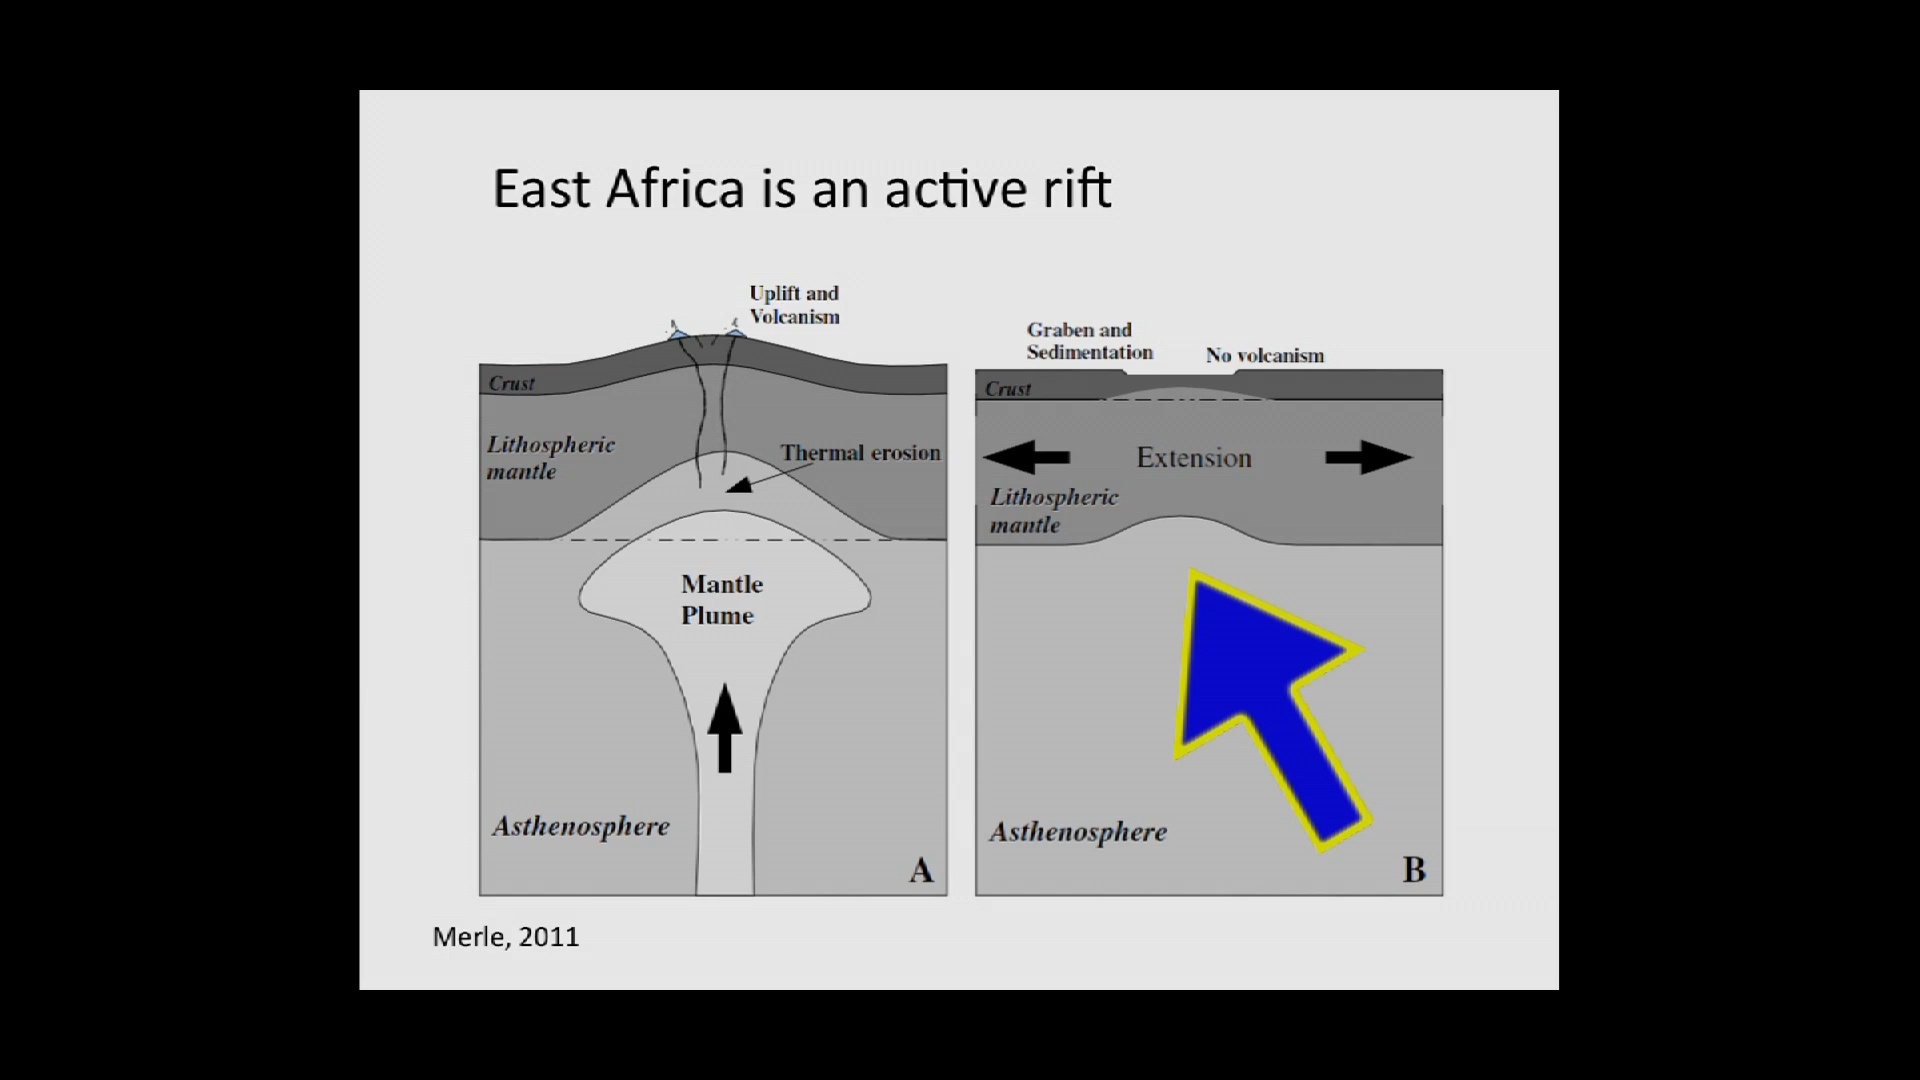 East Africa is an active rift
Uplift and
Volcanism
Crust
Lithospheric
mantle
Thermal erosion
Mantle
Plume
Asthenosphere
A
Graben and
Sedimentation
No volcanism
Crust
Extension
Lithospheric
mantle
Asthenosphere
B
Merle, 2011